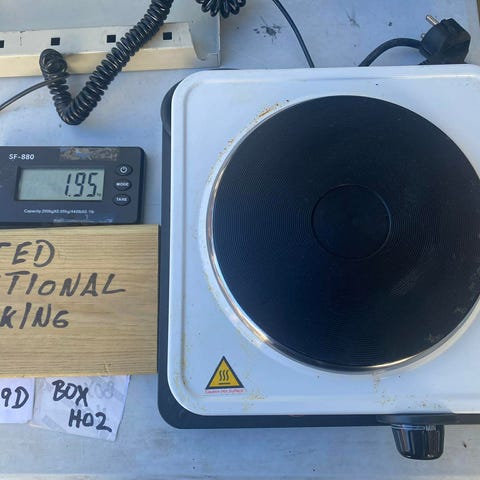 SF-880
1.95
MODE
TARE
TED
TIONAL
KING
9D
BOX
H02